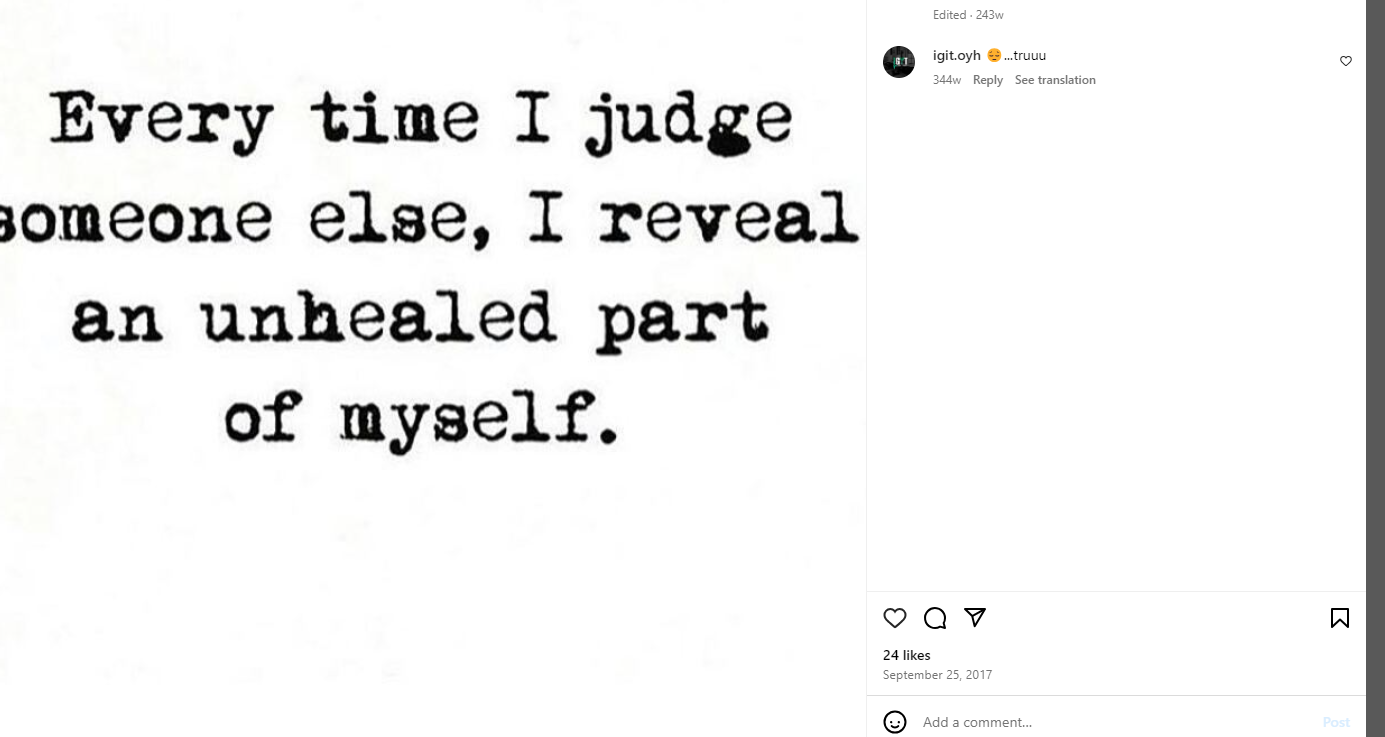 Every time I judge
someone else, I reveal
an unhealed part
of myself.
Edited · 243w
igit.oyh 😔...truuu
344w Reply See translation
24 likes
September 25, 2017
Add a comment...
Post